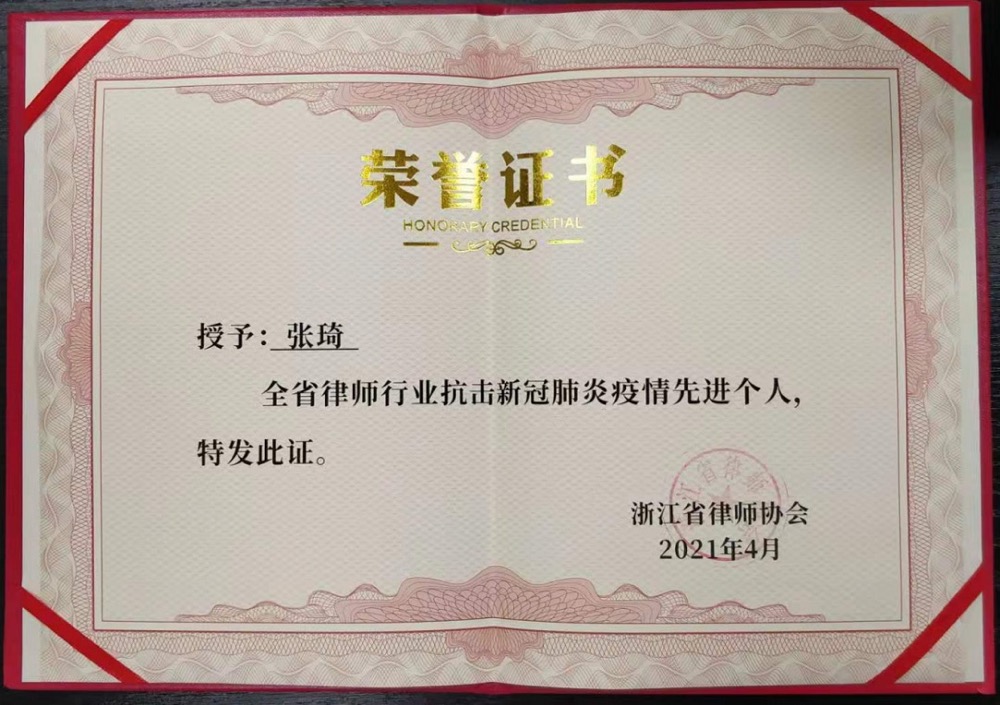 荣誉证书
HONORARY CREDENTIAL
授予：张琦
全省律师行业抗击新冠肺炎疫情先进个人，
特发此证。
浙江省律师协会
2021年4月